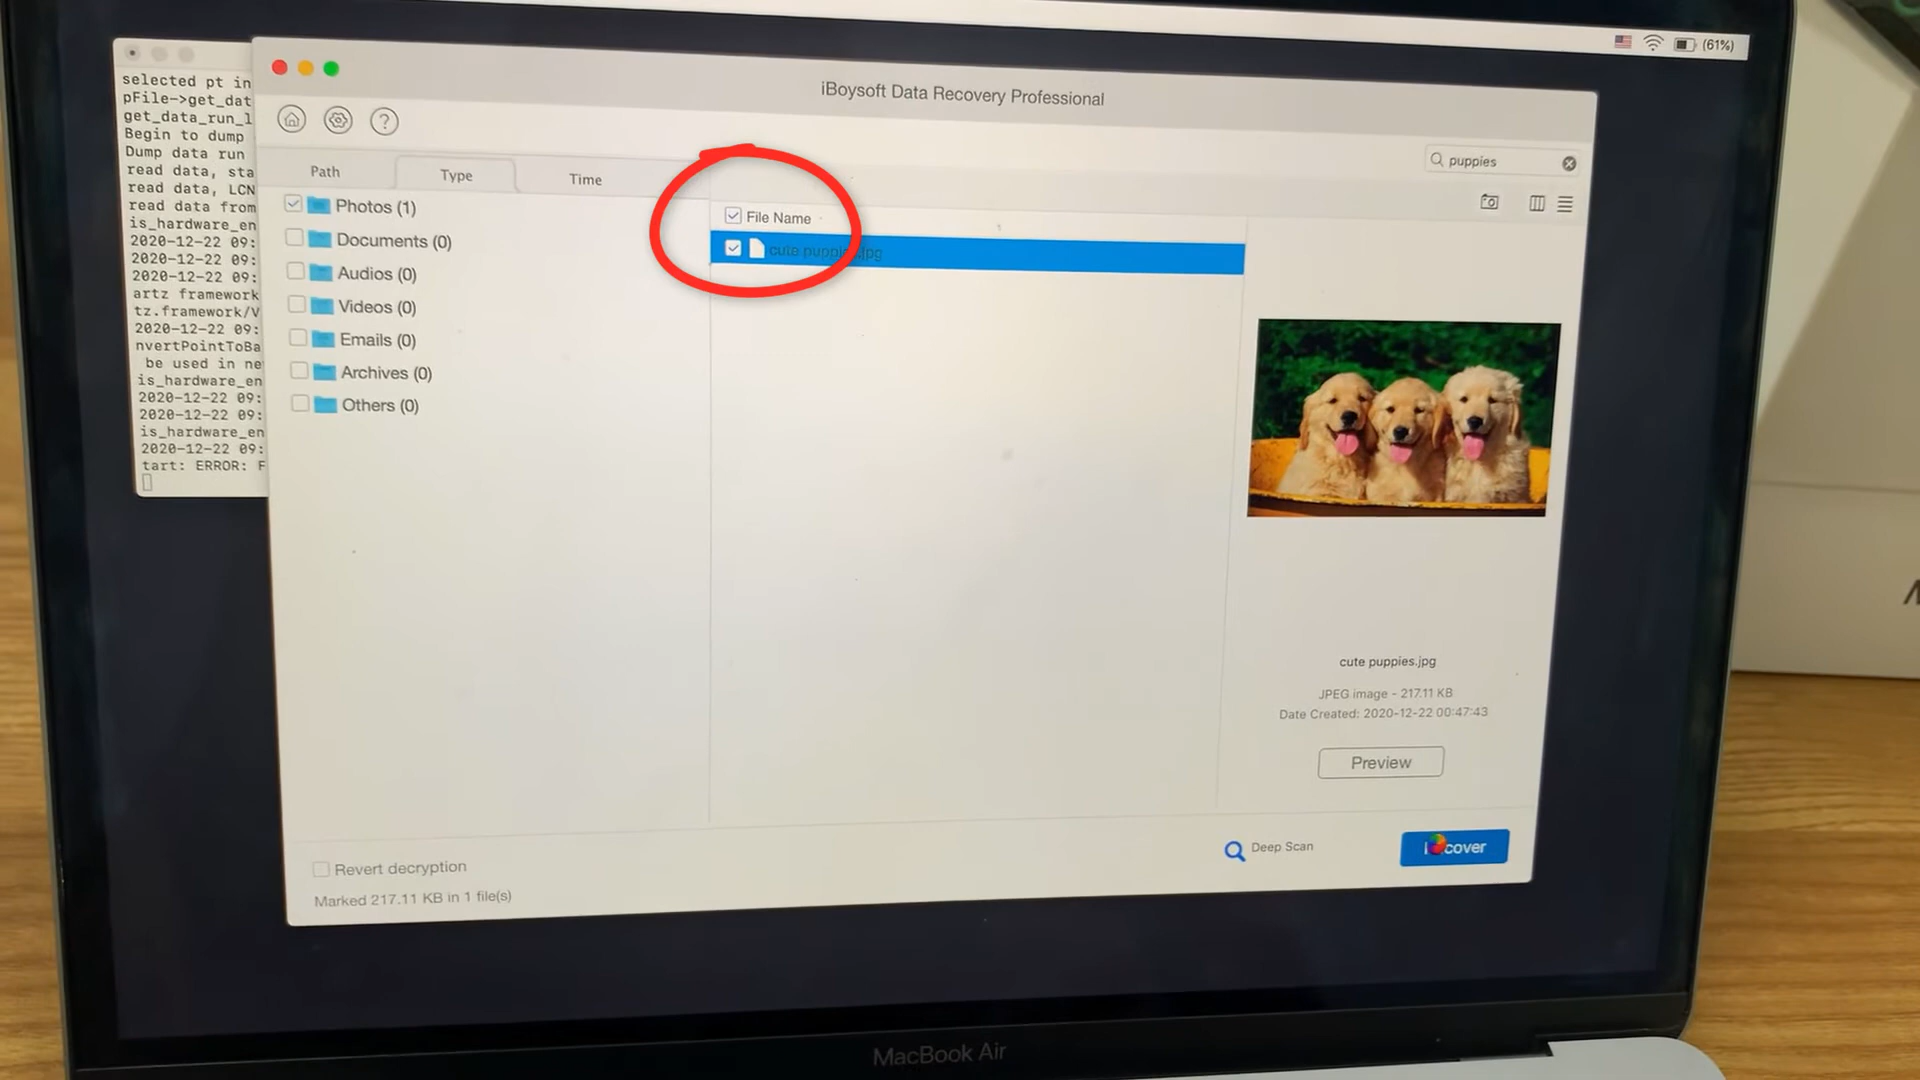 (61%)
selected pt in
pFile->get_dat
get_data_run_l
Begin to dump
Dump data run
read data, sta
read data, LCN
read data from
is_hardware_en
2020-12-22 09:
2020-12-22 09:
2020-12-22 09:
artz framework
tz.framework/V
2020-12-22 09:
nvertPointToBa
be used in ne
is_hardware_en
2020-12-22 09:
2020-12-22 09:
is_hardware_en
2020-12-22 09:
tart: ERROR: F
iBoysoft Data Recovery Professional
?
puppies
Path Type Time
Photos (1)
Documents (0)
Audios (0)
Videos (0)
Emails (0)
Archives (0)
Others (0)
File Name
cute puppies.jpg
cute puppies.jpg
JPEG image - 217.11 KB
Date Created: 2020-12-22 00:47:43
Preview
Deep Scan
Recover
Revert decryption
Marked 217.11 KB in 1 file(s)
MacBook Air